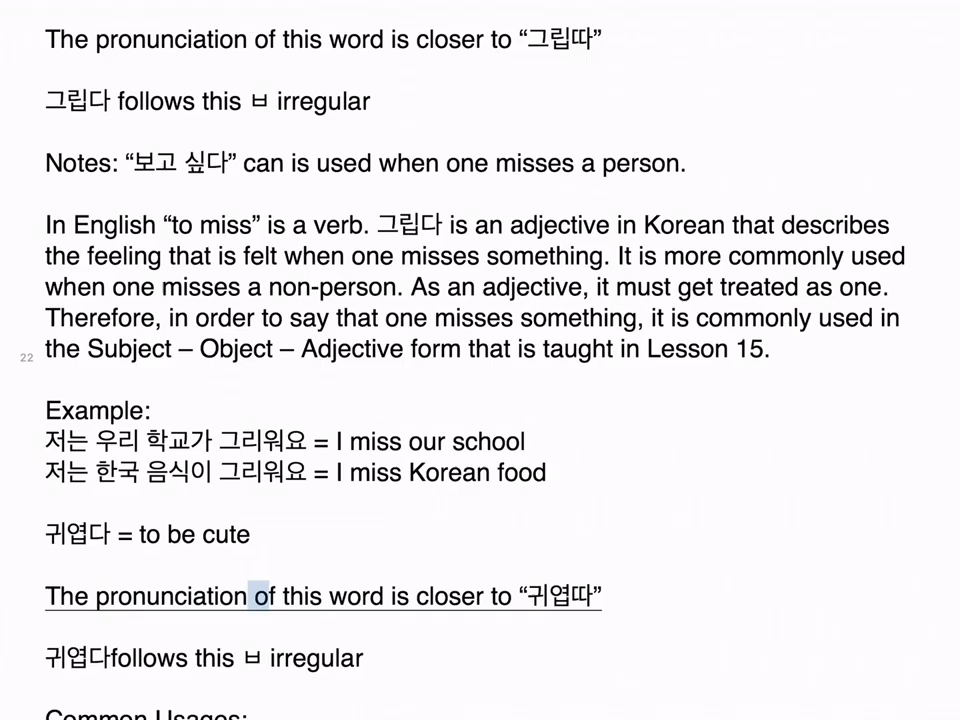 The pronunciation of this word is closer to “그립따”
그립다 follows this ㅂ irregular
Notes: “보고 싶다” can is used when one misses a person.
In English “to miss” is a verb. 그립다 is an adjective in Korean that describes
the feeling that is felt when one misses something. It is more commonly used
when one misses a non-person. As an adjective, it must get treated as one.
Therefore, in order to say that one misses something, it is commonly used in
22 the Subject – Object – Adjective form that is taught in Lesson 15.
Example:
저는 우리 학교가 그리워요 = I miss our school
저는 한국 음식이 그리워요 = I miss Korean food
귀엽다 = to be cute
The pronunciation of this word is closer to “귀엽따”
귀엽다follows this ㅂ irregular
Common Usages: